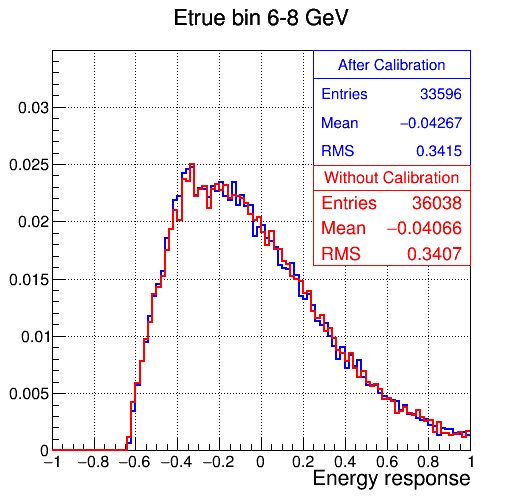 Etrue bin 6-8 GeV
After Calibration
Entries 33596
Mean −0.04267
RMS 0.3415
Without Calibration
Entries 36038
Mean −0.04066
RMS 0.3407
0.03
0.025
0.02
0.015
0.01
0.005
0
−1 −0.8 −0.6 −0.4 −0.2 0 0.2 0.4 0.6 0.8 1
Energy response